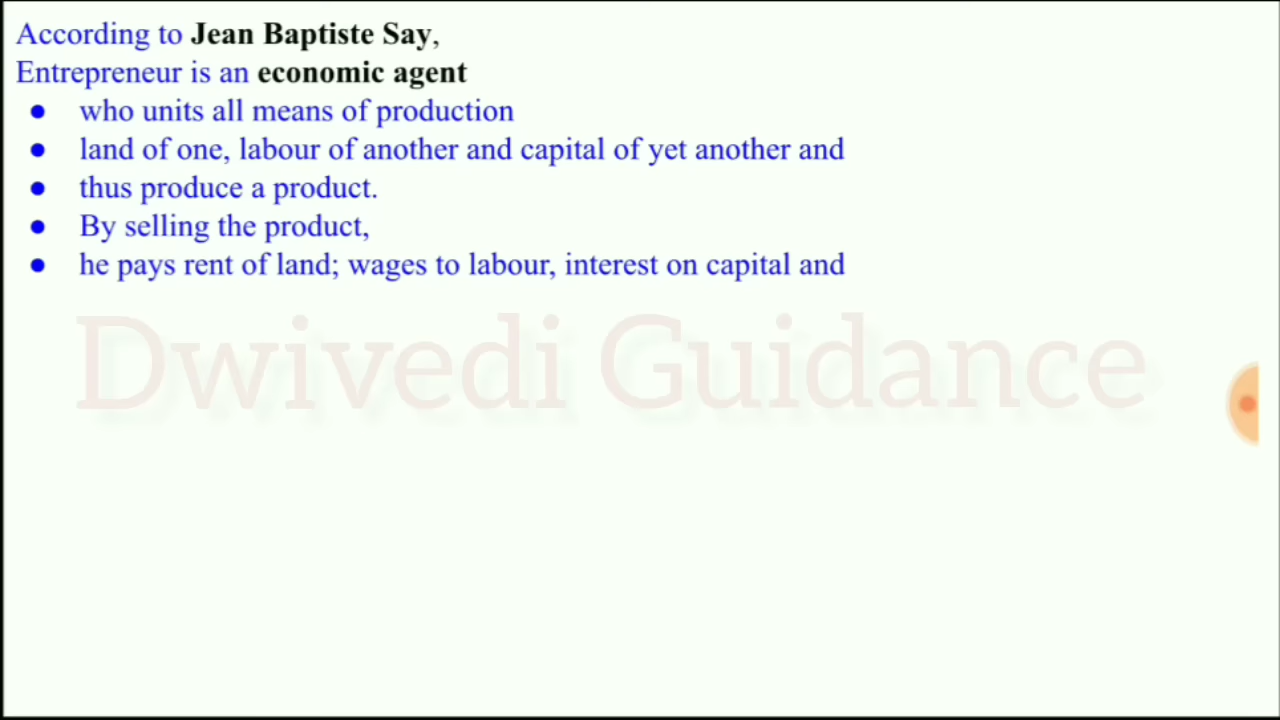 According to Jean Baptiste Say,
Entrepreneur is an economic agent
● who units all means of production
● land of one, labour of another and capital of yet another and
● thus produce a product.
● By selling the product,
● he pays rent of land; wages to labour, interest on capital and
Dwivedi Guidance